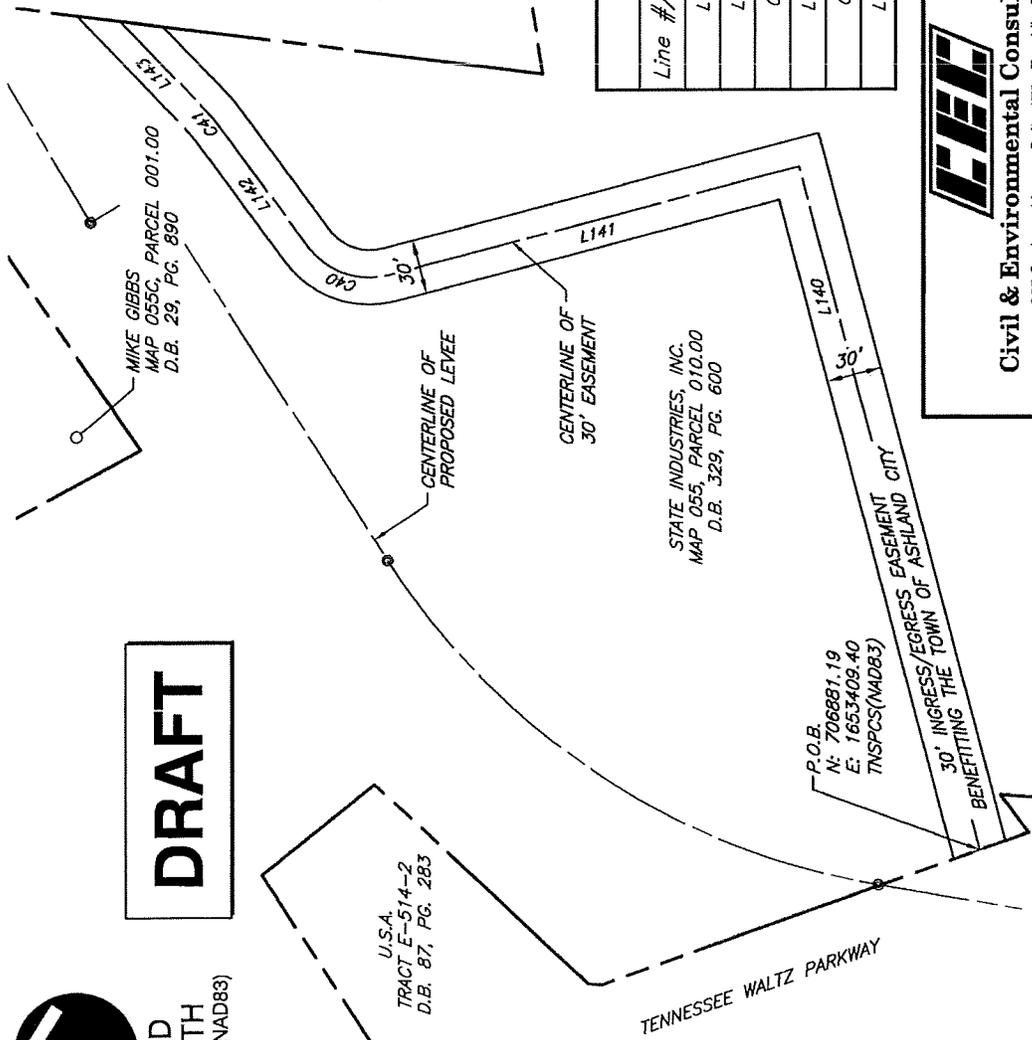 DRAFT
D
TH
NAD83)
MIKE GIBBS
MAP 055C, PARCEL 001.00
D.B. 29, PG. 890
L143
C41
L142
C40
30'
L141
L140
30'
CENTERLINE OF
PROPOSED LEVEE
CENTERLINE OF
30' EASEMENT
STATE INDUSTRIES, INC.
MAP 055, PARCEL 010.00
D.B. 329, PG. 600
P.O.B.
N: 706881.19
E: 1653409.40
TNSPCS(NAD83)
30' INGRESS/EGRESS EASEMENT
BENEFITTING THE TOWN OF ASHLAND CITY
U.S.A.
TRACT E-514-2
D.B. 87, PG. 283
TENNESSEE WALTZ PARKWAY
Line #/
L
L
C
L
C
L
CEC
Civil & Environmental Consul